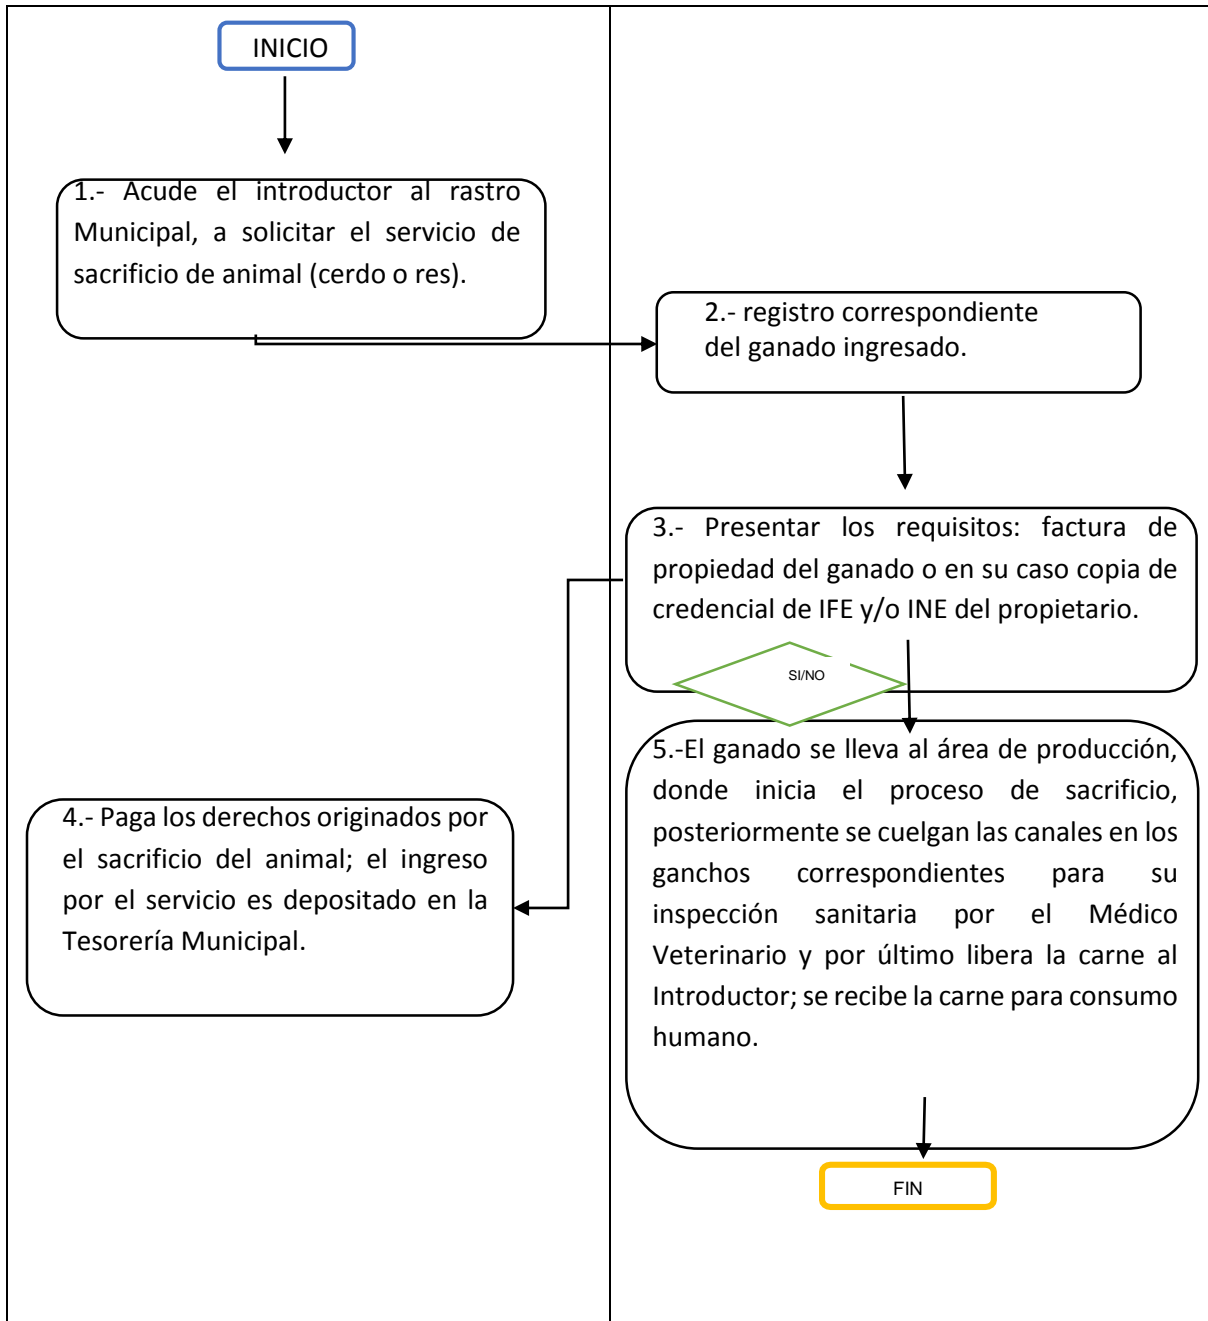 INICIO
1.- Acude el introductor al rastro
Municipal, a solicitar el servicio de
sacrificio de animal (cerdo o res).
2.- registro correspondiente
del ganado ingresado.
3.- Presentar los requisitos: factura de
propiedad del ganado o en su caso copia de
credencial de IFE y/o INE del propietario.
SI/NO
4.- Paga los derechos originados por
el sacrificio del animal; el ingreso
por el servicio es depositado en la
Tesorería Municipal.
5.-El ganado se lleva al área de producción,
donde inicia el proceso de sacrificio,
posteriormente se cuelgan las canales en los
ganchos correspondientes para su
inspección sanitaria por el Médico
Veterinario y por último libera la carne al
Introductor; se recibe la carne para consumo
humano.
FIN